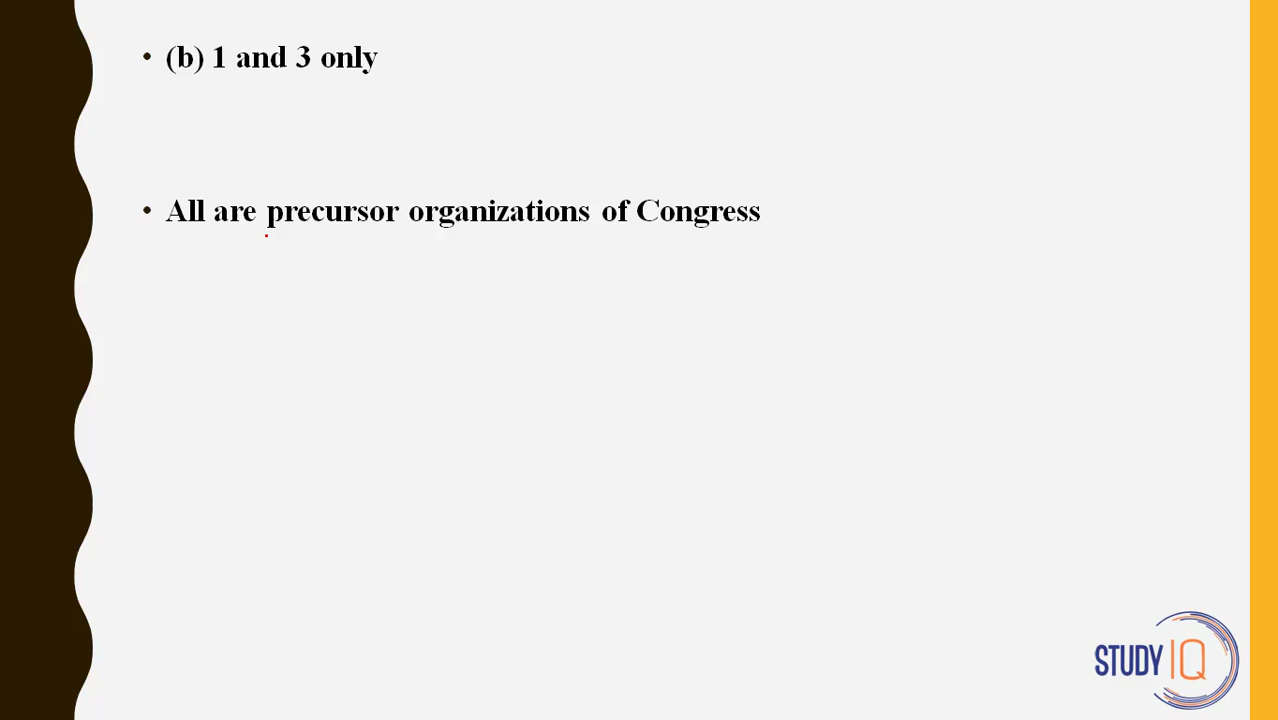 • (b) 1 and 3 only
• All are precursor organizations of Congress
STUDY IQ